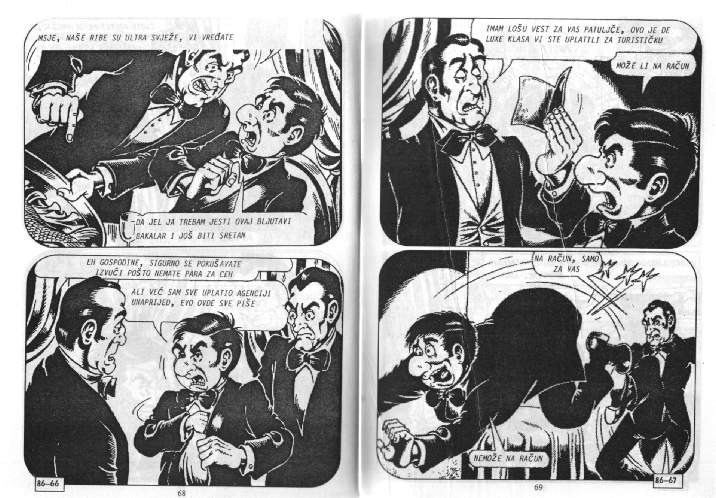 MSJE, NAŠE RIBE SU ULTRA SVJEŽE, VI VREĐATE
DA JEL JA TREBAM JESTI OVAJ BLJUTAVI
BAKALAR I JOŠ BITI SRETAN
EH GOSPODINE, SIGURNO SE POKUŠAVATE
IZVUĆI POŠTO NEMATE PARA ZA CEH
ALI VEĆ SAM SVE UPLATIO AGENCIJI
UNAPRIJED, EVO OVDE SVE PIŠE
86-66
68
IMAM LOŠU VEST ZA VAS PATULJČE, OVO JE DE
LUXE KLASA VI STE UPLATILI ZA TURISTIČKU
MOŽE LI NA RAČUN
NA RAČUN, SAMO
ZA VAS
NEMOŽE NA RAČUN
86-67
69